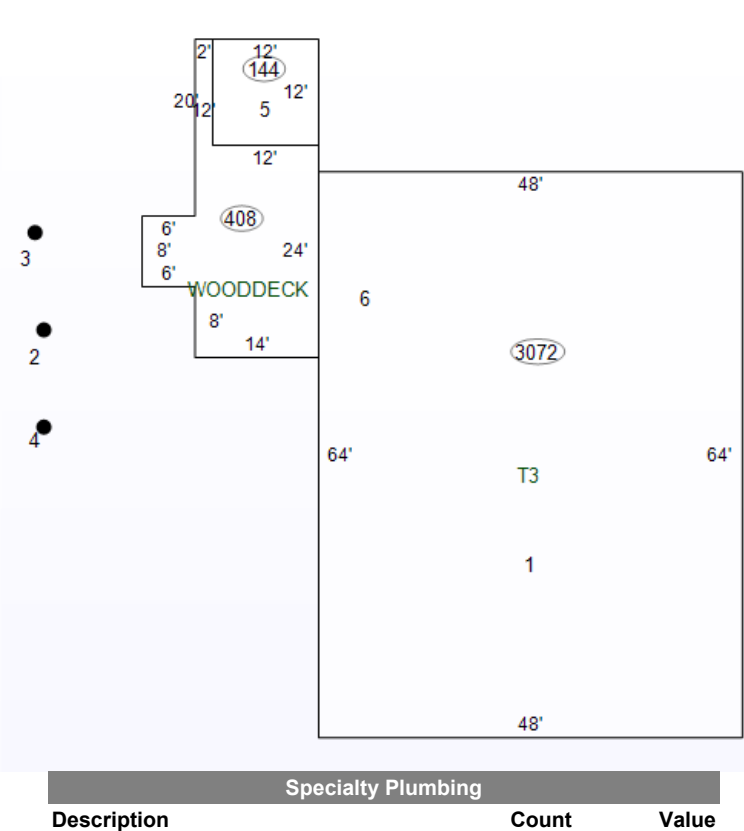 2' 12'
144
12'
20' 12' 5
12'
48'
6' 408
3 8' 24'
6'
WOODDECK 6
8'
2 14' 3072
4 64' 64'
T3
1
48'
Specialty Plumbing
Description Count Value